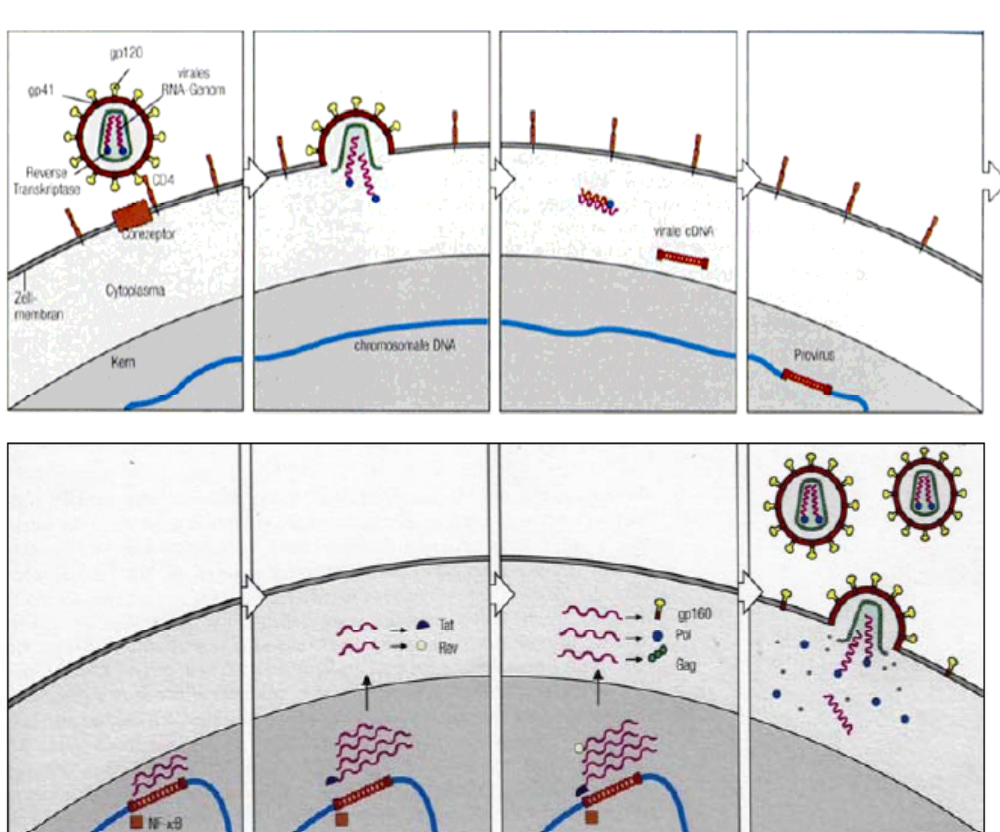 gp120
gp41
virales
RNA-Genom
Reverse
Transkriptase
CD4
Corezeptor
Zell-
membran
Cytoplasma
Kern
chromosomale DNA
virale cDNA
Provirus
NF-κB
Tat
Rev
gp160
Pol
Gag